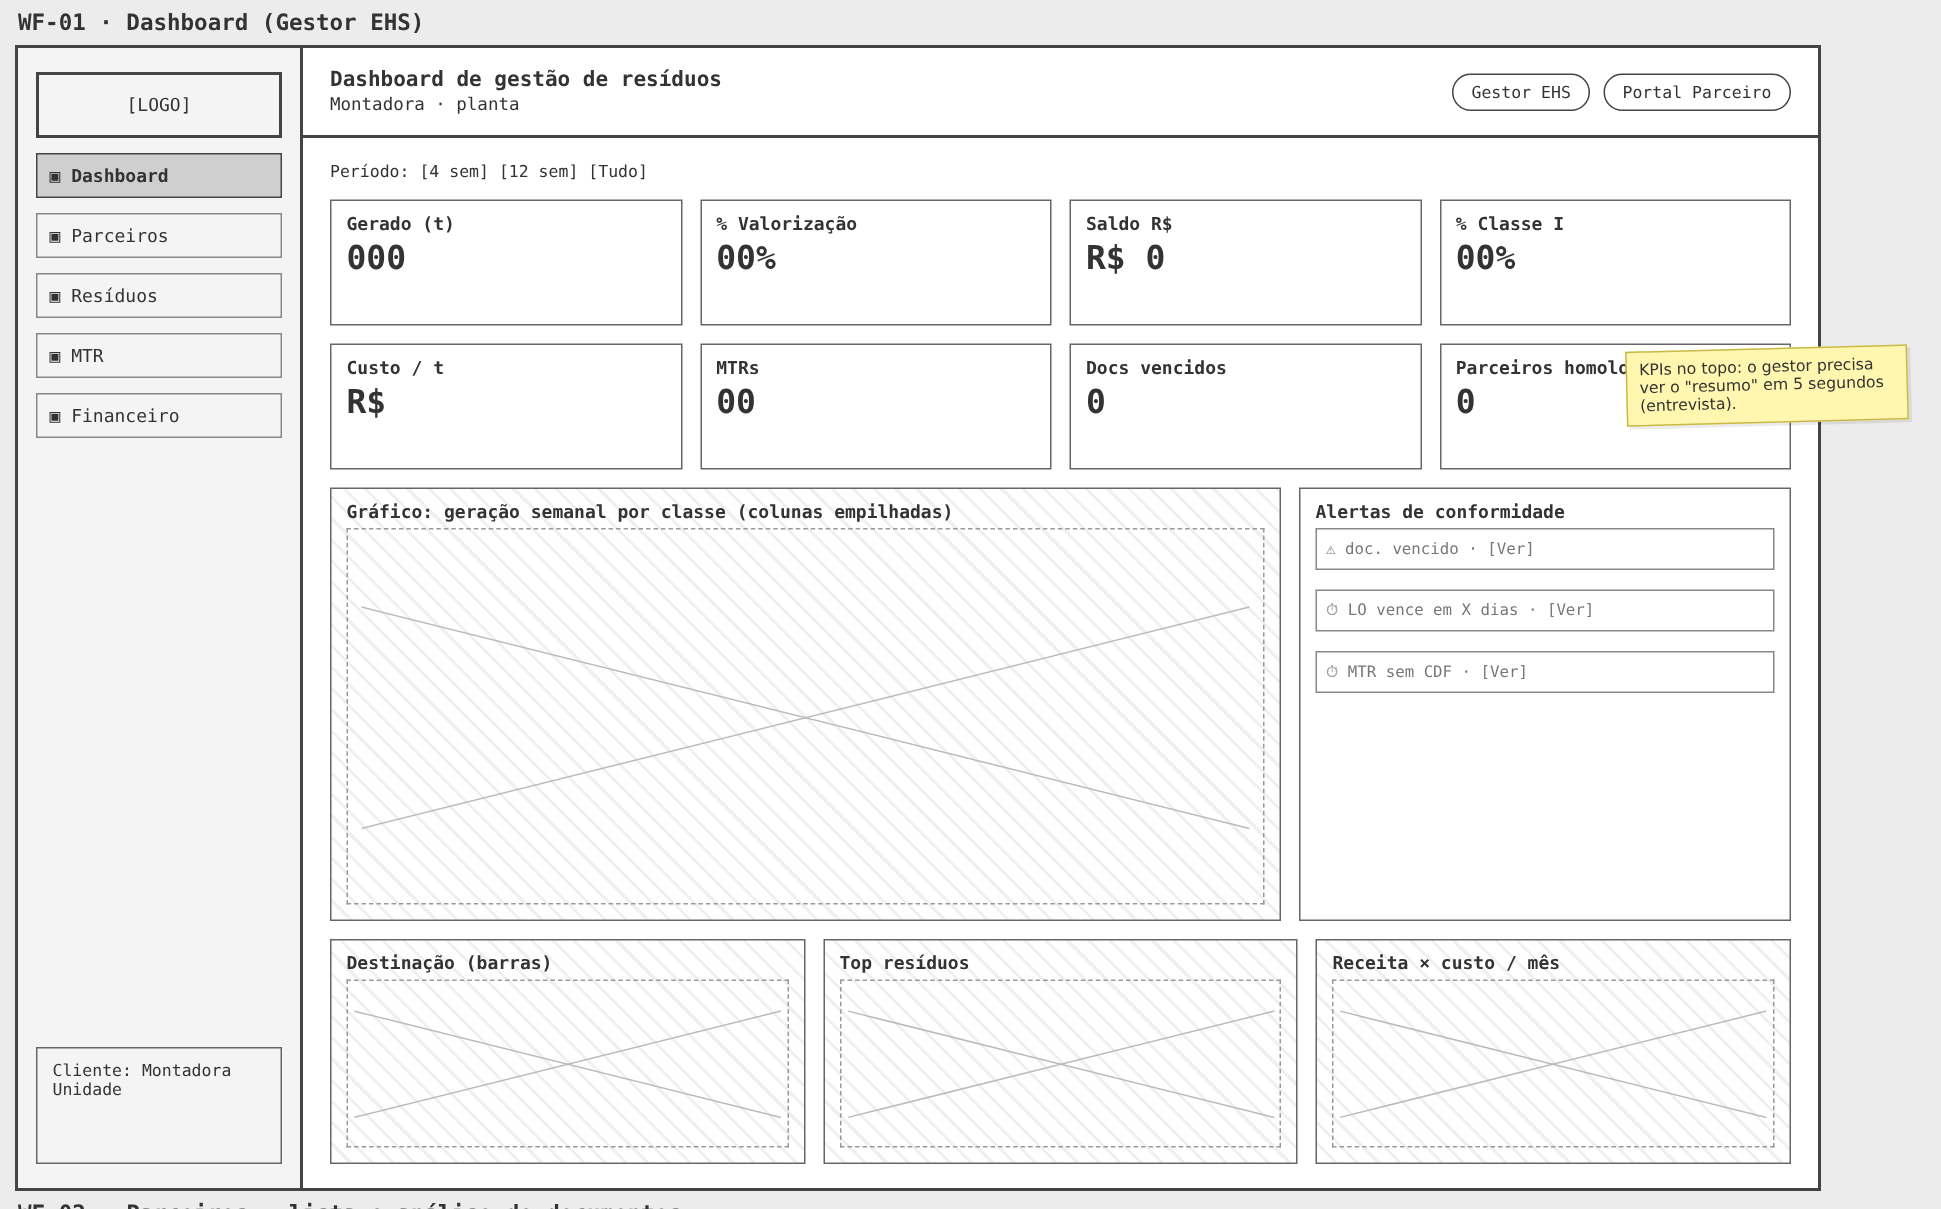 WF-01 · Dashboard (Gestor EHS)
[LOGO]
▣ Dashboard
▣ Parceiros
▣ Resíduos
▣ MTR
▣ Financeiro
Cliente: Montadora
Unidade
Dashboard de gestão de resíduos
Montadora · planta
Gestor EHS
Portal Parceiro
Período: [4 sem] [12 sem] [Tudo]
Gerado (t)
000
% Valorização
00%
Saldo R$
R$ 0
% Classe I
00%
Custo / t
R$
MTRs
00
Docs vencidos
0
Parceiros
0
KPIs no topo: o gestor precisa
ver o "resumo" em 5 segundos
(entrevista).
Gráfico: geração semanal por classe (colunas empilhadas)
Alertas de conformidade
⚠ doc. vencido · [Ver]
⏱ LO vence em X dias · [Ver]
⏱ MTR sem CDF · [Ver]
Destinação (barras)
Top resíduos
Receita × custo / mês